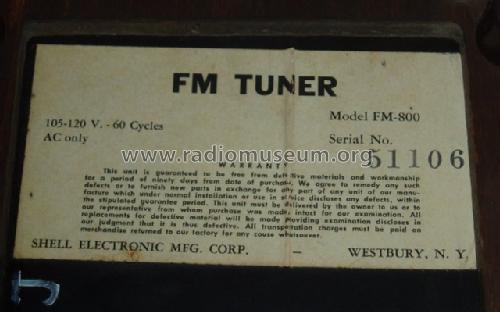 FM TUNER
105-120 V. - 60 Cycles
AC only
Model FM-800
Serial No.
51106
© www.radiomuseum.org
WARRANTY
This unit is guaranteed to be free from defective materials and workmanship
for a period of ninety days from date of purchase. We agree to remedy any such
defects or to furnish new parts in exchange for any part of any unit of our manu-
facture which under normal installation or use in service discloses any defects, within
the stipulated guarantee period. This unit must be delivered by the owner to us or to
our representative from whom purchase was made, intact for our examination. All
replacements for defective material will be made providing examination discloses in
our judgment that it is thus defective. All transportation charges must be paid on
merchandise returned to our factory for any cause whatsoever.
SHELL ELECTRONIC MFG. CORP. - WESTBURY, N. Y.